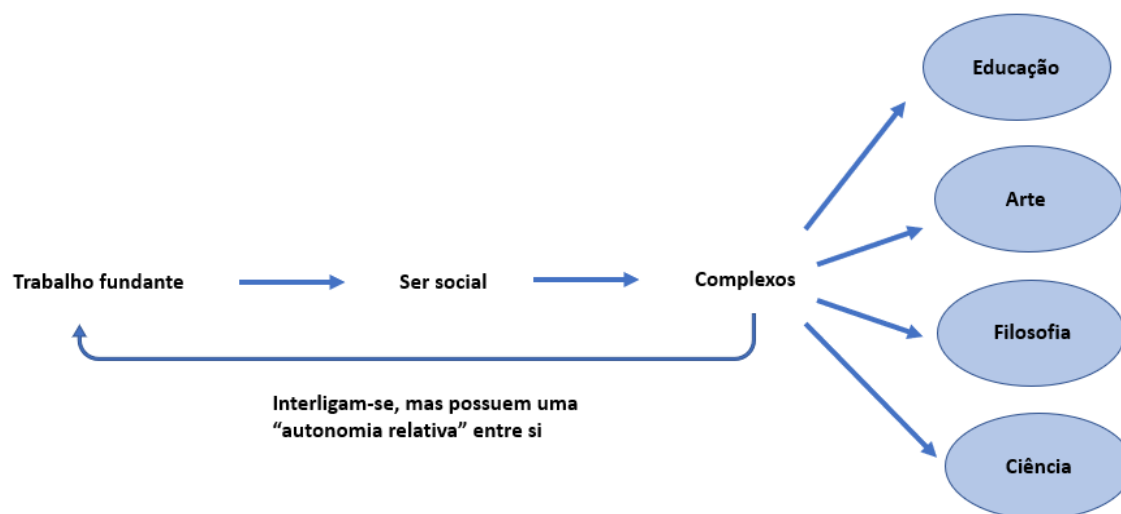 Educação
Arte
Trabalho fundante
Ser social
Complexos
Filosofia
Interligam-se, mas possuem uma
“autonomia relativa” entre si
Ciência